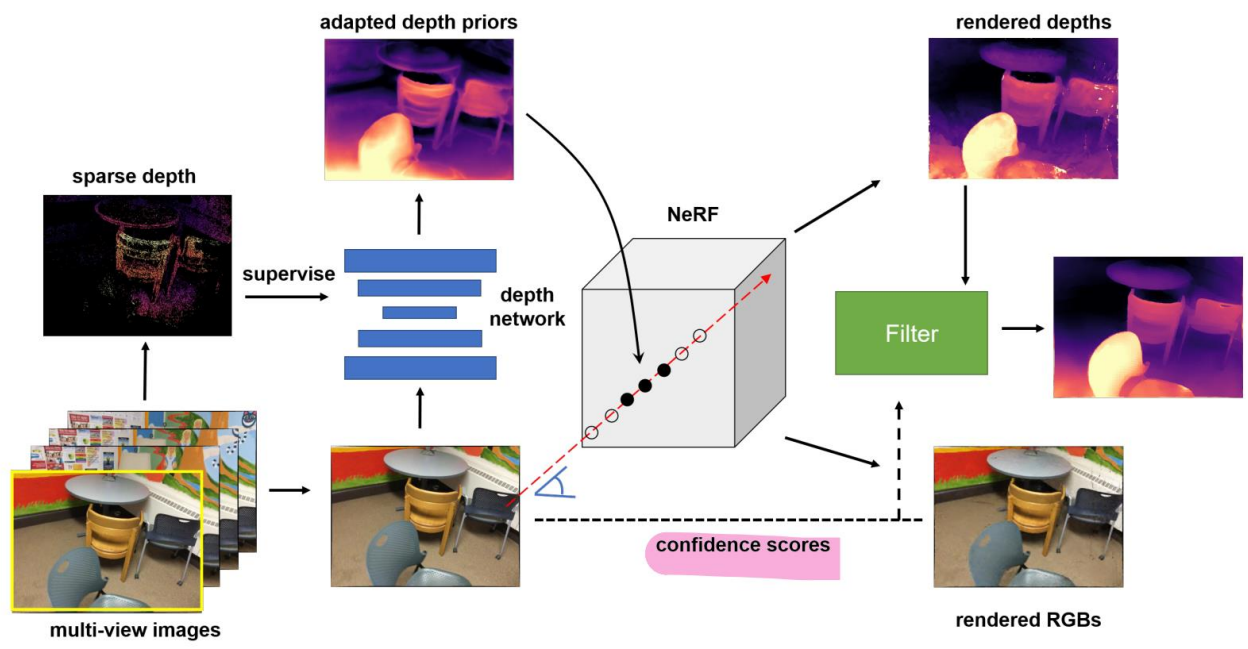 adapted depth priors
rendered depths
sparse depth
NeRF
supervise
depth
network
Filter
confidence scores
multi-view images
rendered RGBs